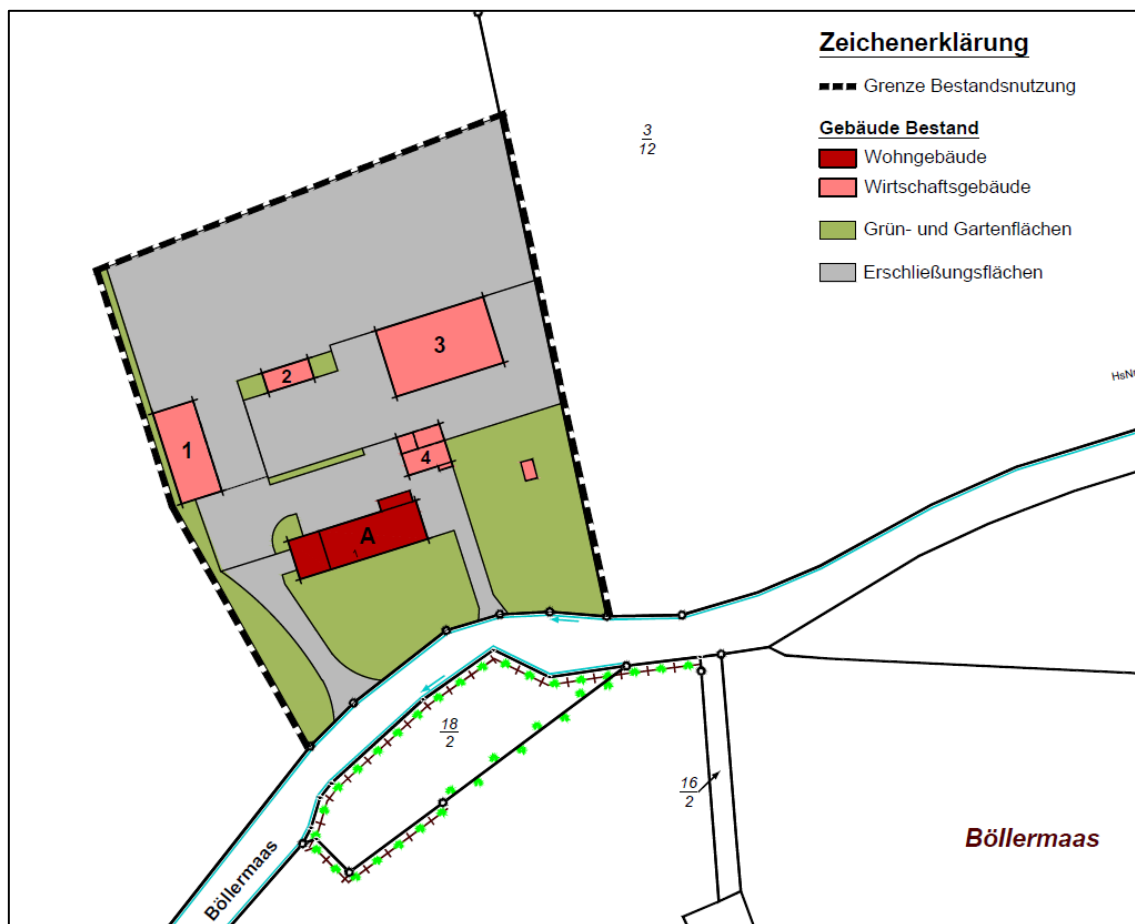 Zeichenerklärung
Grenze Bestandsnutzung
Gebäude Bestand
Wohngebäude
Wirtschaftsgebäude
Grün- und Gartenflächen
Erschließungsflächen
3
12
3
2
1
4
A
1
18
2
16
2
Böllermaas
Böllermaas